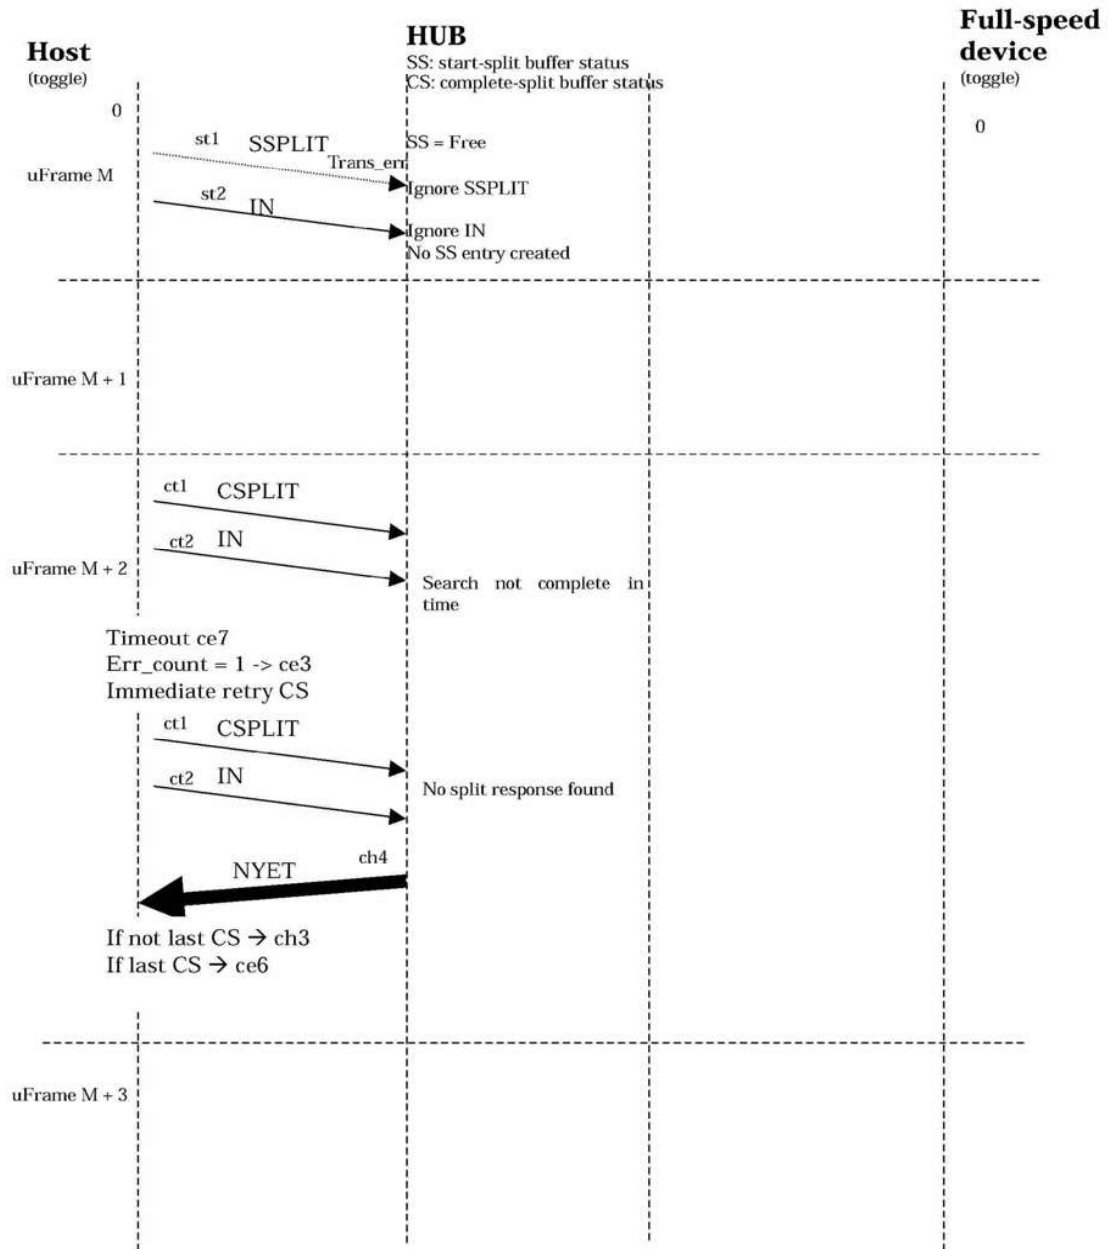 Host
(toggle)
HUB
SS: start-split buffer status
CS: complete-split buffer status
Full-speed
device
(toggle)
0
0
st1 SSPLIT
SS = Free
Trans_err
uFrame M
Ignore SSPLIT
st2 IN
Ignore IN
No SS entry created
uFrame M + 1
ct1 CSPLIT
ct2 IN
uFrame M + 2
Search not complete in
time
Timeout ce7
Err_count = 1 -> ce3
Immediate retry CS
ct1 CSPLIT
ct2 IN
No split response found
ch4
NYET
If not last CS → ch3
If last CS → ce6
uFrame M + 3